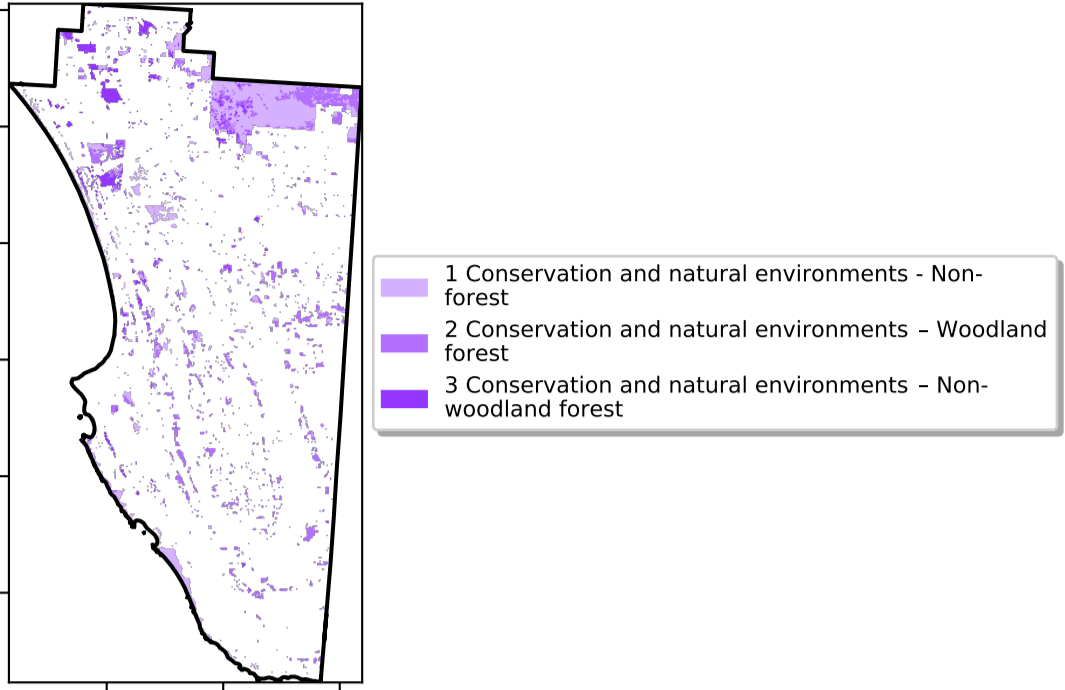 1 Conservation and natural environments - Non-
forest
2 Conservation and natural environments – Woodland
forest
3 Conservation and natural environments – Non-
woodland forest